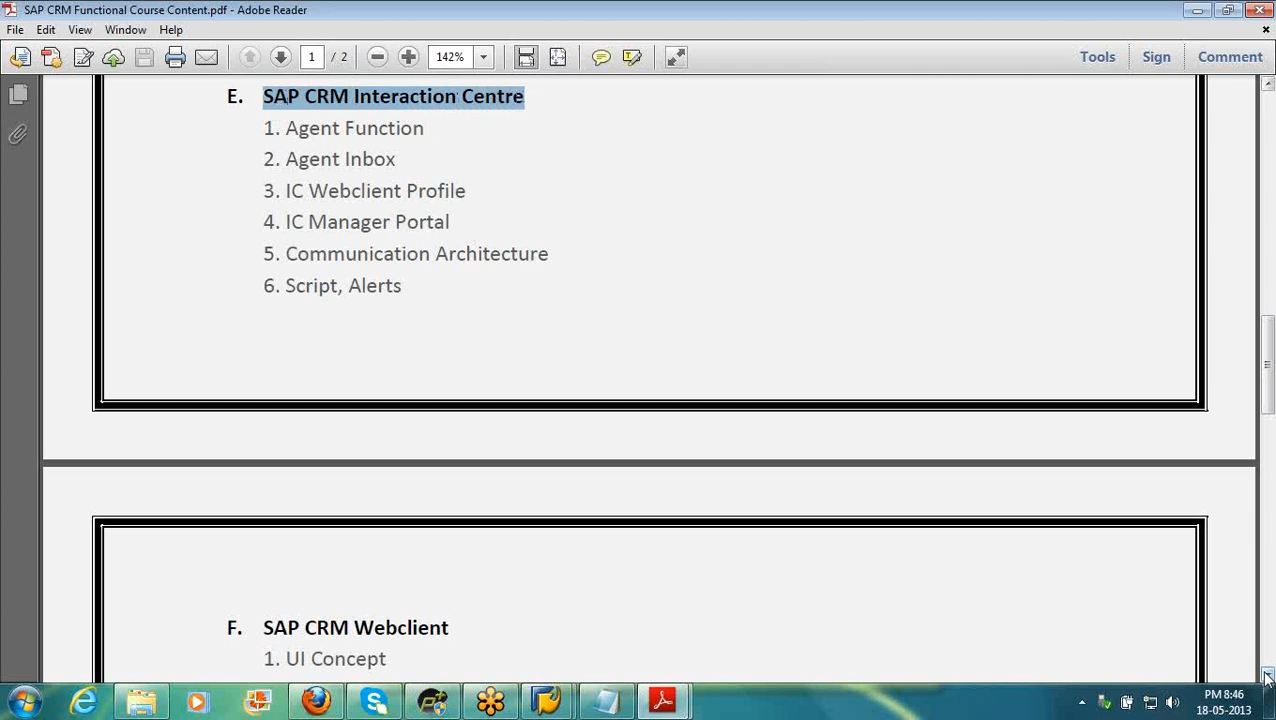 SAP CRM Functional Course Content.pdf - Adobe Reader
File Edit View Window Help
1 / 2 142% Tools Sign Comment
E. SAP CRM Interaction Centre
1. Agent Function
2. Agent Inbox
3. IC Webclient Profile
4. IC Manager Portal
5. Communication Architecture
6. Script, Alerts
F. SAP CRM Webclient
1. UI Concept
PM 8:46
18-05-2013